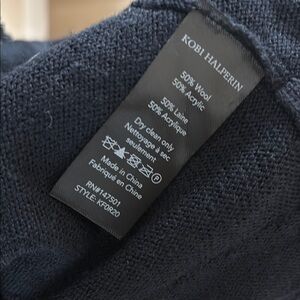 KOBI HALPERIN
50% Wool
50% Acrylic
50% Laine
50% Acrylique
Dry clean only
Nettoyage à sec
seulement
Made in China
Fabriqué en Chine
RN#147501
STYLE: KF0R20